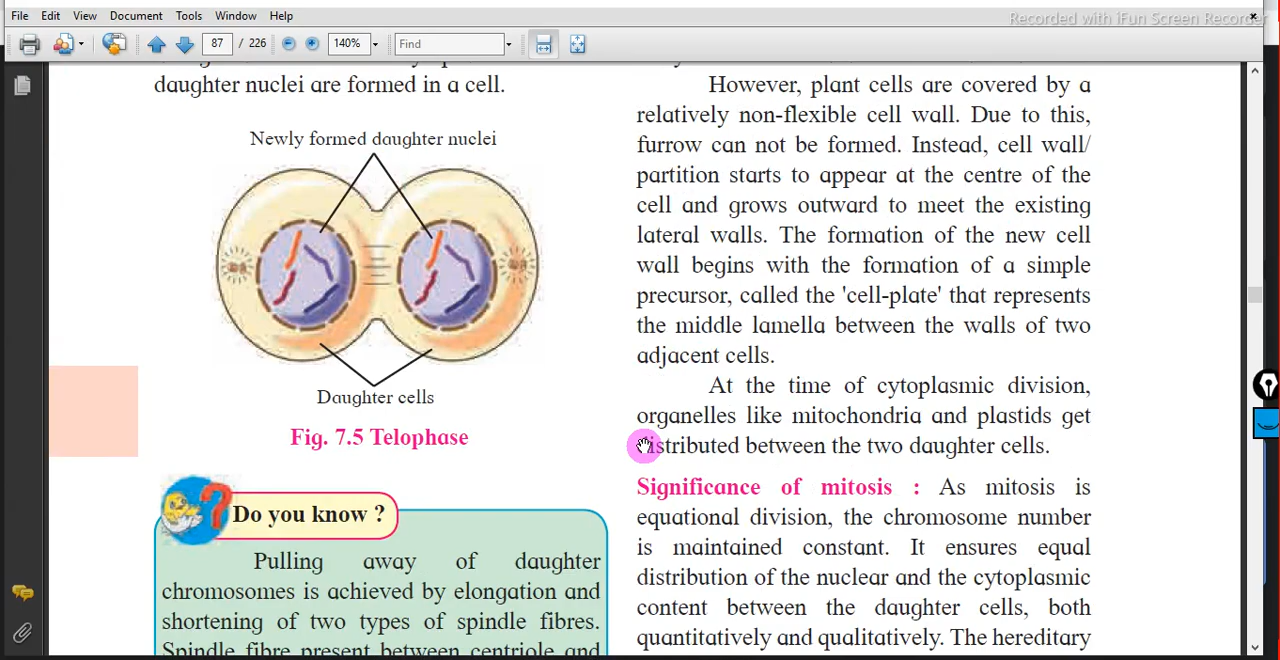 File Edit View Document Tools Window Help
Recorded with iFun Screen Recorder
87 / 226 140% Find
daughter nuclei are formed in a cell.
Newly formed daughter nuclei
Daughter cells
Fig. 7.5 Telophase
Do you know ?
Pulling away of daughter
chromosomes is achieved by elongation and
shortening of two types of spindle fibres.
Spindle fibre present between centriole and
However, plant cells are covered by a
relatively non-flexible cell wall. Due to this,
furrow can not be formed. Instead, cell wall/
partition starts to appear at the centre of the
cell and grows outward to meet the existing
lateral walls. The formation of the new cell
wall begins with the formation of a simple
precursor, called the 'cell-plate' that represents
the middle lamella between the walls of two
adjacent cells.
At the time of cytoplasmic division,
organelles like mitochondria and plastids get
distributed between the two daughter cells.
Significance of mitosis : As mitosis is
equational division, the chromosome number
is maintained constant. It ensures equal
distribution of the nuclear and the cytoplasmic
content between the daughter cells, both
quantitatively and qualitatively. The hereditary